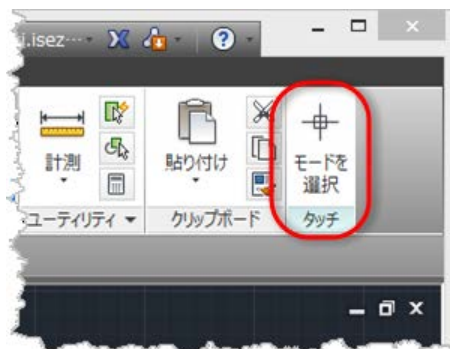 i.isez…
計測
貼り付け
モードを
選択
ユーティリティ
クリップボード
タッチ